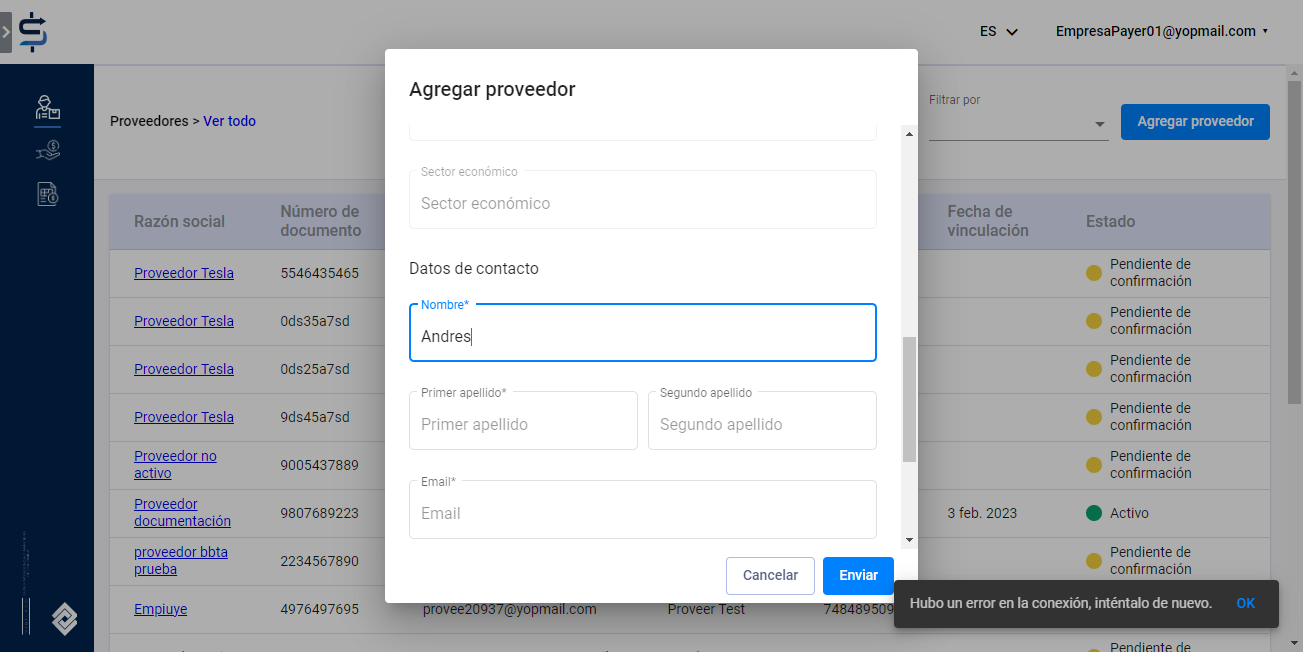 ES
EmpresaPayer01@yopmail.com
Agregar proveedor
Proveedores > Ver todo
Filtrar por
Agregar proveedor
Sector económico
Sector económico
Datos de contacto
Nombre*
Andres
Primer apellido*
Primer apellido
Segundo apellido
Segundo apellido
Email*
Email
Cancelar
Enviar
Razón social
Número de
documento
Fecha de
vinculación
Estado
Proveedor Tesla
5546435465
Pendiente de
confirmación
Proveedor Tesla
0ds35a7sd
Pendiente de
confirmación
Proveedor Tesla
0ds25a7sd
Pendiente de
confirmación
Proveedor Tesla
9ds45a7sd
Pendiente de
confirmación
Proveedor no
activo
9005437889
Pendiente de
confirmación
Proveedor
documentación
9807689223
3 feb. 2023
Activo
proveedor bbta
prueba
2234567890
Pendiente de
confirmación
Empiuye
4976497695
provee20937@yopmail.com
Proveer Test
748489509
Hubo un error en la conexión, inténtalo de nuevo.
OK
Pendiente de